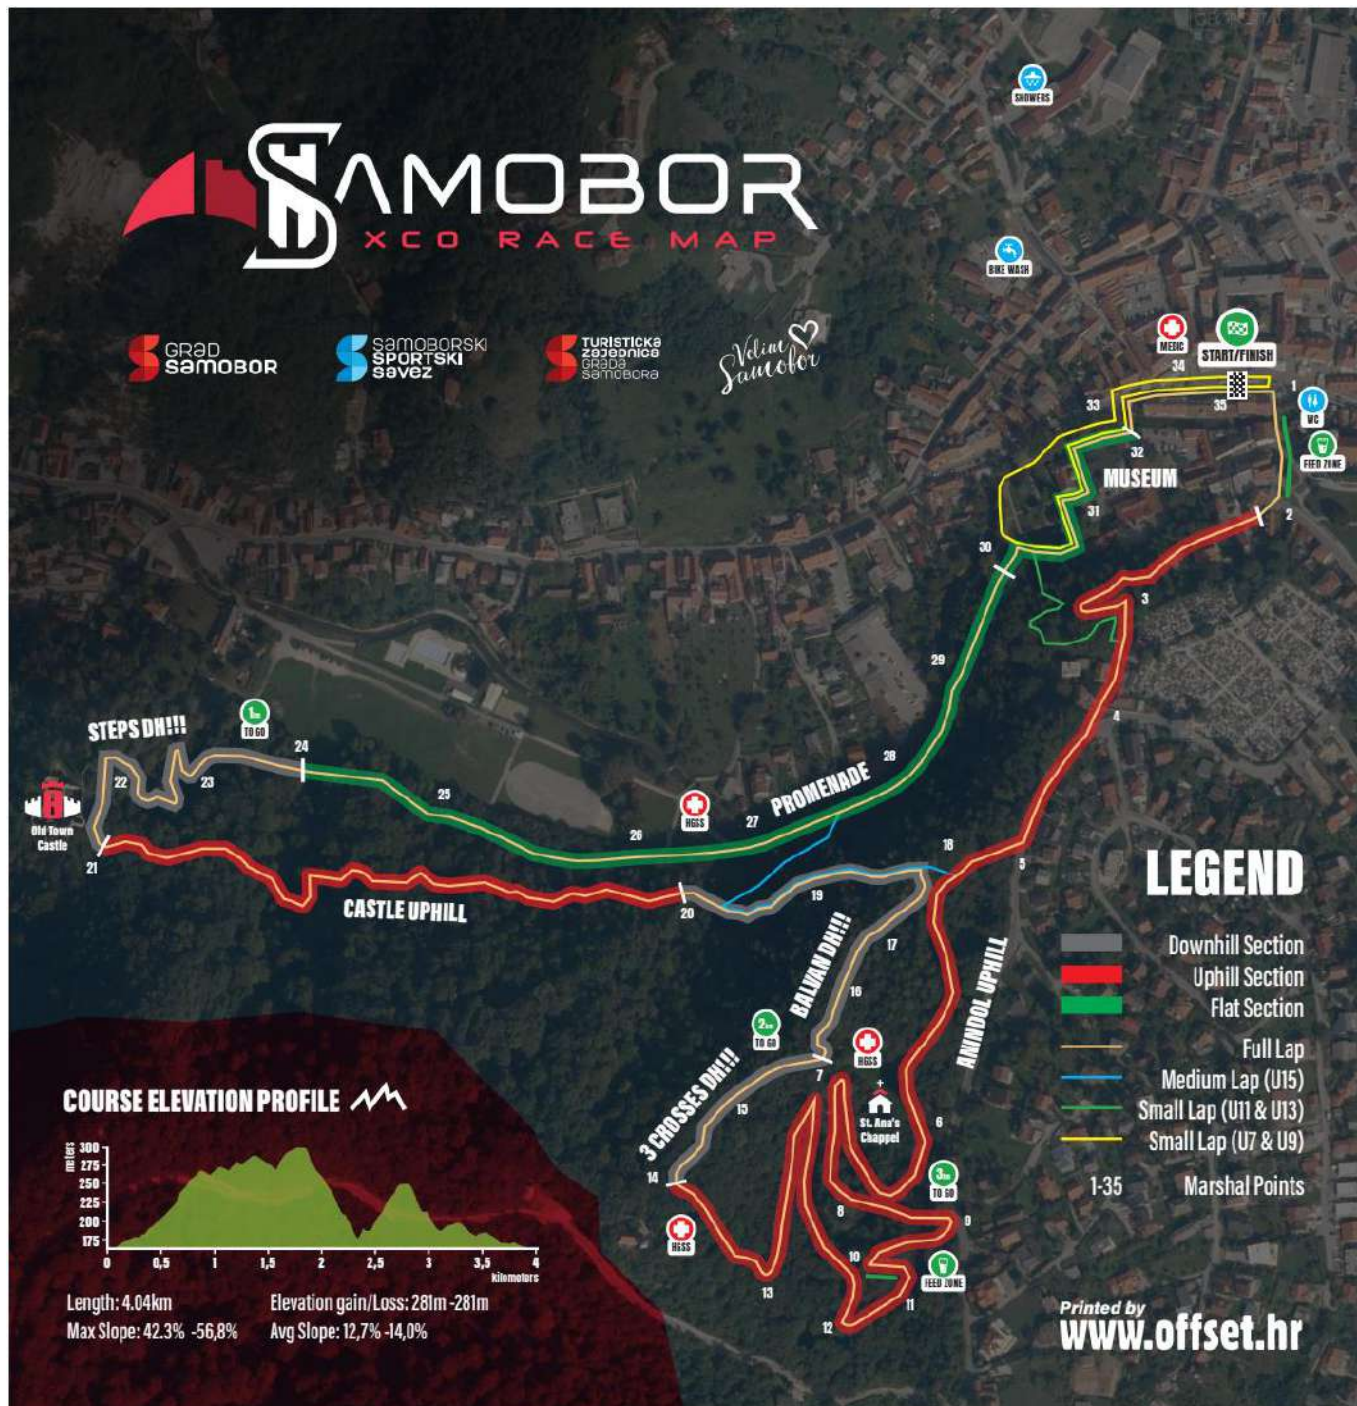 SAMOBOR
XCO RACE MAP
GRAD
SAMOBOR
SAMOBORSKI
SPORTSKI
savez
TURISTICKA
zajednica
GRADA
SAMOBORA
Volim
Samobor
SHOWERS
BIKE WASH
MEDIC
START/FINISH
34
1
33
35
WC
FEED ZONE
32
MUSEUM
31
2
30
3
29
4
STEPS DH!!!
1km
TO GO
24
22
23
25
28
PROMENADE
27
26
HGSS
Old Town
Castle
21
CASTLE UPHILL
20
19
18
5
BALVAN DH!!!
17
16
ANINDOL UPHILL
2km
TO GO
HGSS
7
3 CROSSES DH!!!
15
St. Ana's
Chappel
6
14
3km
TO GO
HGSS
8
9
10
FEED ZONE
13
11
12
LEGEND
Downhill Section
Uphill Section
Flat Section
Full Lap
Medium Lap (U15)
Small Lap (U11 & U13)
Small Lap (U7 & U9)
1-35 Marshal Points
COURSE ELEVATION PROFILE
meters
300
275
250
225
200
175
0 0,5 1 1,5 2 2,5 3 3,5 4
kilometers
Length: 4.04km
Elevation gain/Loss: 281m -281m
Max Slope: 42.3% -56,8%
Avg Slope: 12,7% -14,0%
Printed by
www.offset.hr